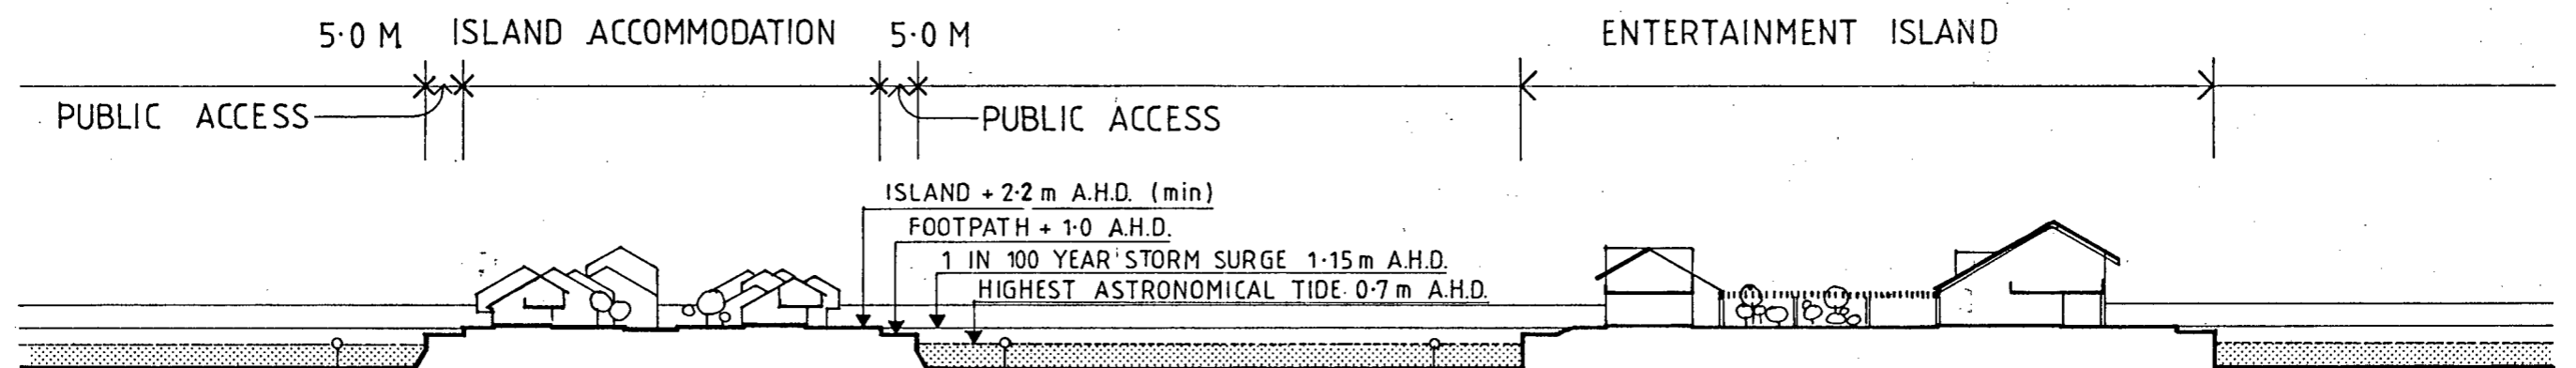 5·0 M ISLAND ACCOMMODATION 5·0 M ENTERTAINMENT ISLAND
PUBLIC ACCESS PUBLIC ACCESS
ISLAND + 2·2 m A.H.D. (min)
FOOTPATH + 1·0 A.H.D.
1 IN 100 YEAR STORM SURGE 1·15 m A.H.D.
HIGHEST ASTRONOMICAL TIDE 0·7 m A.H.D.